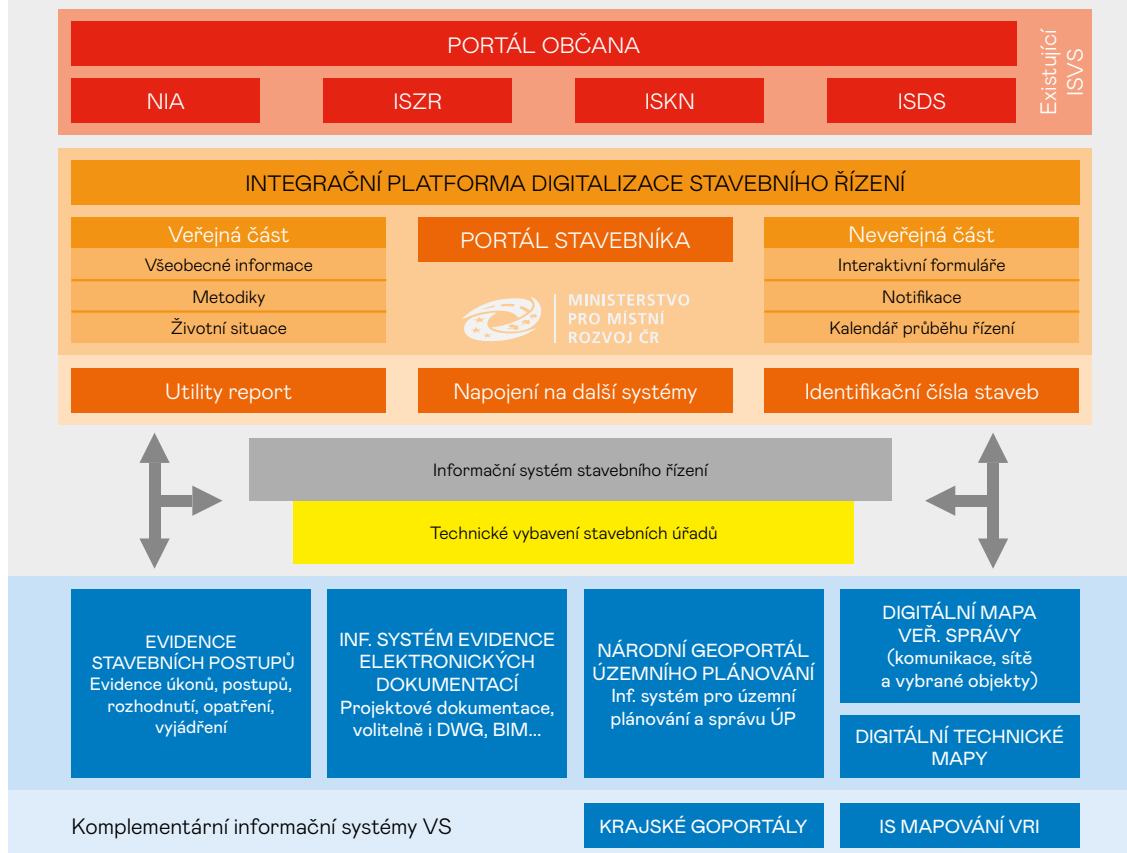 PORTÁL OBČANA
NIA
ISZR
ISKN
ISDS
Existující
ISVS
INTEGRAČNÍ PLATFORMA DIGITALIZACE STAVEBNÍHO ŘÍZENÍ
Veřejná část
Všeobecné informace
Metodiky
Životní situace
PORTÁL STAVEBNÍKA
MINISTERSTVO
PRO MÍSTNÍ
ROZVOJ ČR
Neveřejná část
Interaktivní formuláře
Notifikace
Kalendář průběhu řízení
Utility report
Napojení na další systémy
Identifikační čísla staveb
Informační systém stavebního řízení
Technické vybavení stavebních úřadů
EVIDENCE
STAVEBNÍCH POSTUPŮ
Evidence úkonů, postupů,
rozhodnutí, opatření,
vyjádření
INF. SYSTÉM EVIDENCE
ELEKTRONICKÝCH
DOKUMENTACÍ
Projektové dokumentace,
volitelně i DWG, BIM...
NÁRODNÍ GEOPORTÁL
ÚZEMNÍHO PLÁNOVÁNÍ
Inf. systém pro územní
plánování a správu ÚP
DIGITÁLNÍ MAPA
VEŘ. SPRÁVY
(komunikace, sítě
a vybrané objekty)
DIGITÁLNÍ TECHNICKÉ
MAPY
Komplementární informační systémy VS
KRAJSKÉ GOPORTÁLY
IS MAPOVÁNÍ VRI